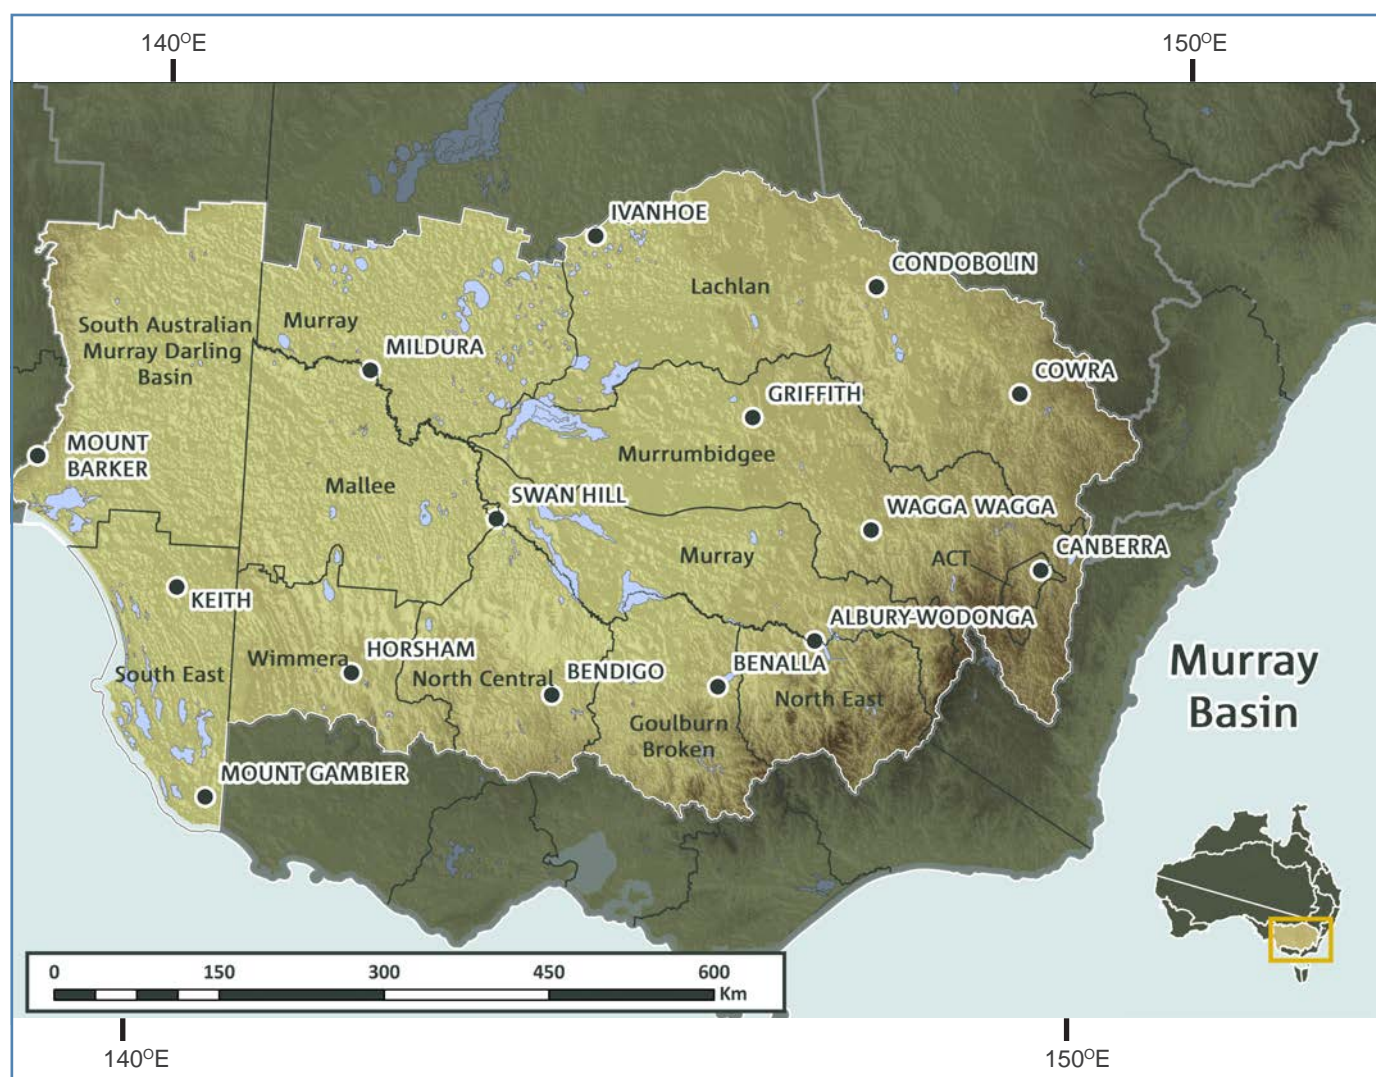 140°E
150°E
IVANHOE
CONDOBOLIN
Lachlan
South Australian
Murray Darling
Basin
Murray
MILDURA
COWRA
GRIFFITH
MOUNT
BARKER
Murrumbidgee
Mallee
SWAN HILL
WAGGA WAGGA
Murray
ACT
CANBERRA
KEITH
ALBURY-WODONGA
HORSHAM
Wimmera
North Central
BENDIGO
BENALLA
South East
North East
Goulburn
Broken
Murray
Basin
MOUNT GAMBIER
0 150 300 450 600
Km
140°E
150°E